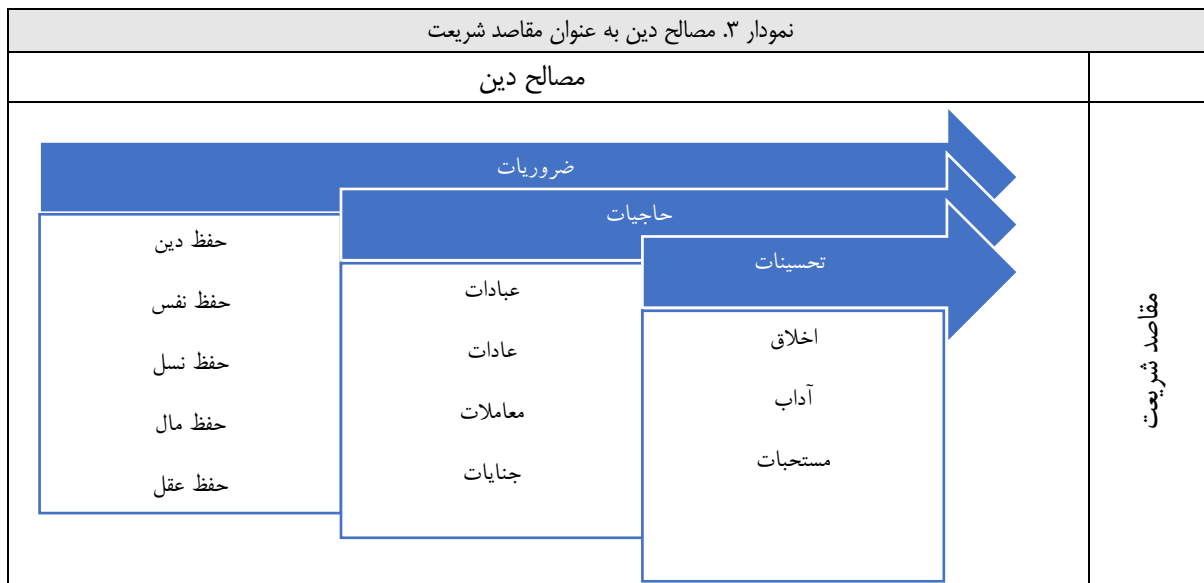 نمودار ۳. مصالح دین به عنوان مقاصد شریعت
مصالح دین
مقاصد شریعت
ضروریات
حفظ دین
حفظ نفس
حفظ نسل
حفظ مال
حفظ عقل
حاجیات
عبادات
عادات
معاملات
جنایات
تحسینات
اخلاق
آداب
مستحبات